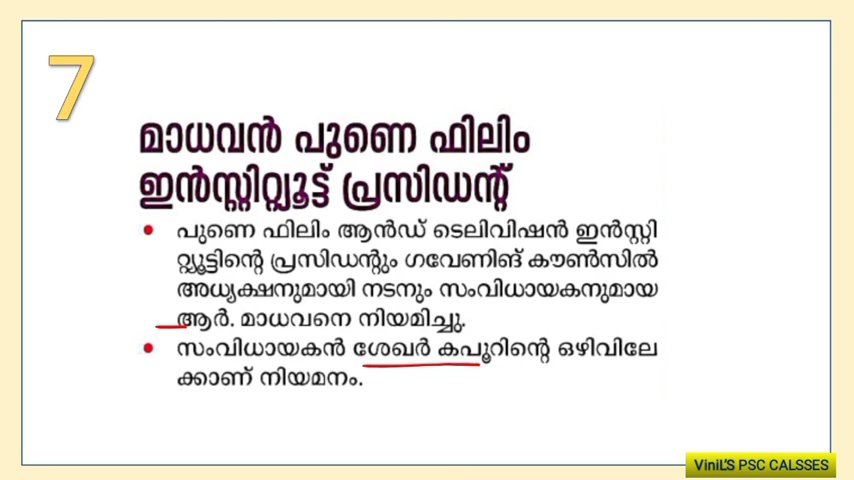 7
മാധവൻ പുണെ ഫിലിം
ഇൻസ്റ്റിറ്റ്യൂട്ട് പ്രസിഡന്റ്
• പുണെ ഫിലിം ആൻഡ് ടെലിവിഷൻ ഇൻസ്റ്റി
റ്റ്യൂട്ടിന്റെ പ്രസിഡന്റും ഗവേണിങ് കൗൺസിൽ
അധ്യക്ഷനുമായി നടനും സംവിധായകനുമായ
ആർ. മാധവനെ നിയമിച്ചു.
• സംവിധായകൻ ശേഖർ കപൂറിന്റെ ഒഴിവിലേ
ക്കാണ് നിയമനം.
ViniL'S PSC CALSSES